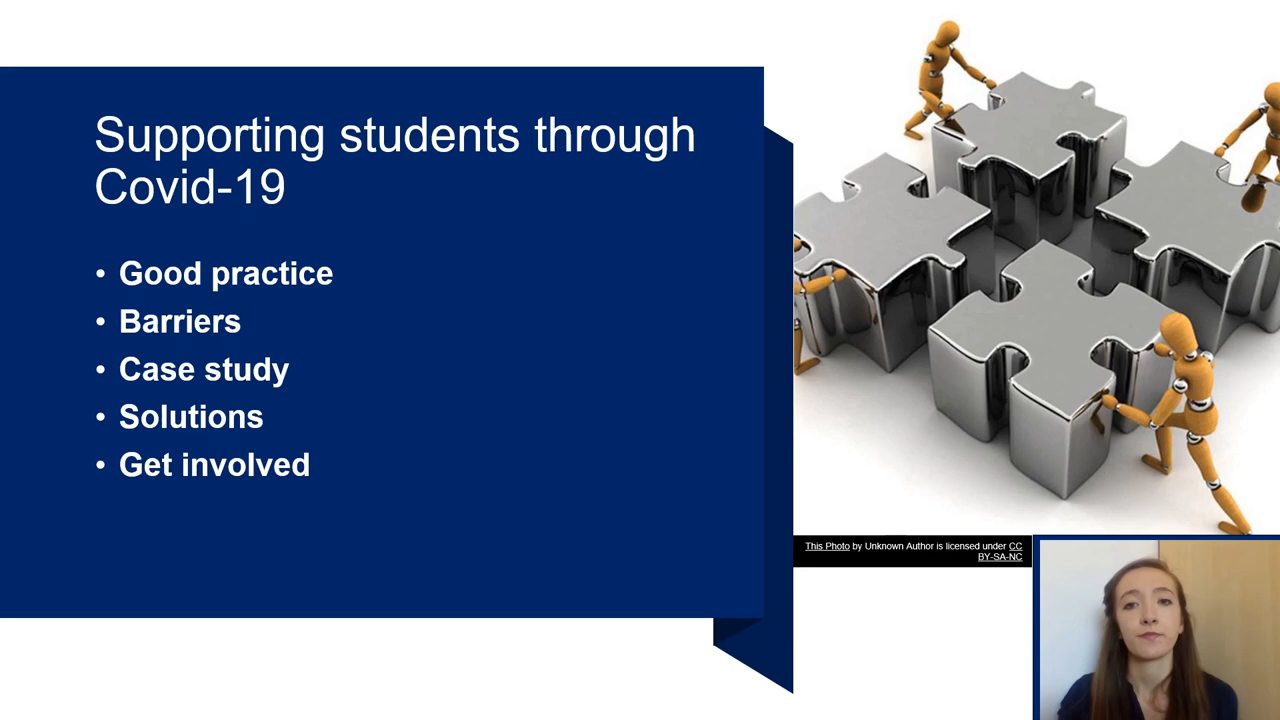 Supporting students through
Covid-19
• Good practice
• Barriers
• Case study
• Solutions
• Get involved
This Photo by Unknown Author is licensed under CC
BY-SA-NC